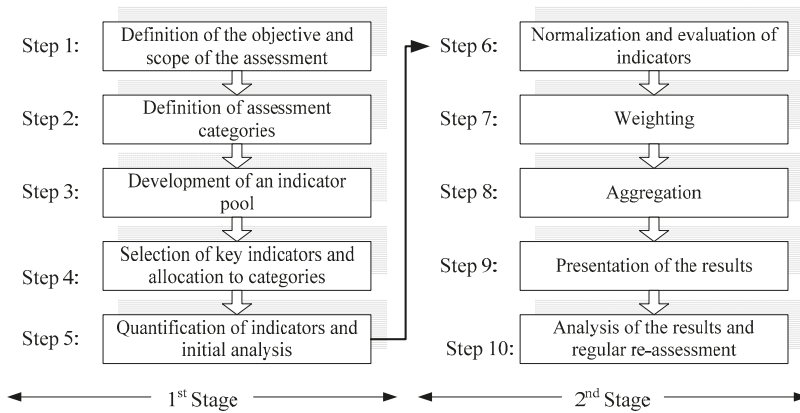 Step 1:
Definition of the objective and
scope of the assessment
Step 2:
Definition of assessment
categories
Step 3:
Development of an indicator
pool
Step 4:
Selection of key indicators and
allocation to categories
Step 5:
Quantification of indicators and
initial analysis
1st Stage
Step 6:
Normalization and evaluation of
indicators
Step 7:
Weighting
Step 8:
Aggregation
Step 9:
Presentation of the results
Step 10:
Analysis of the results and
regular re-assessment
2nd Stage